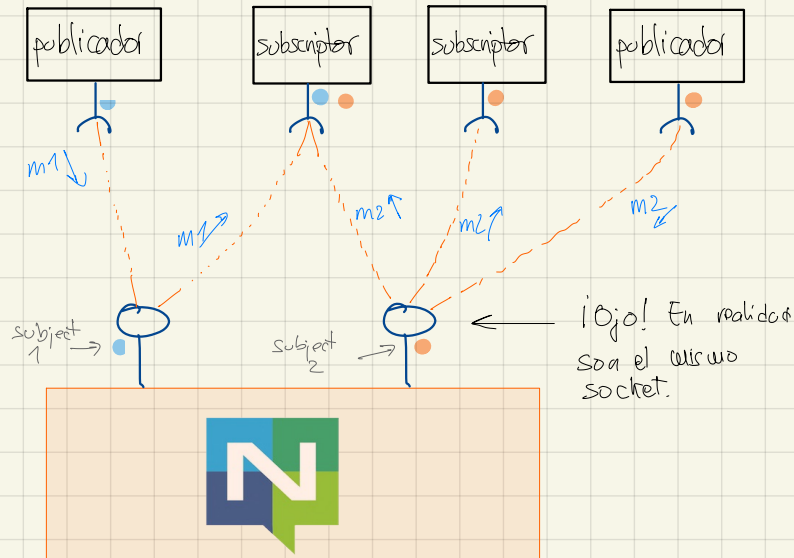 publicador
subscriptor
subscriptor
publicador
m1
m1
m2
m2
m2
subject
1
subject
2
¡Ojo! En realidad
son el mismo
socket.
N